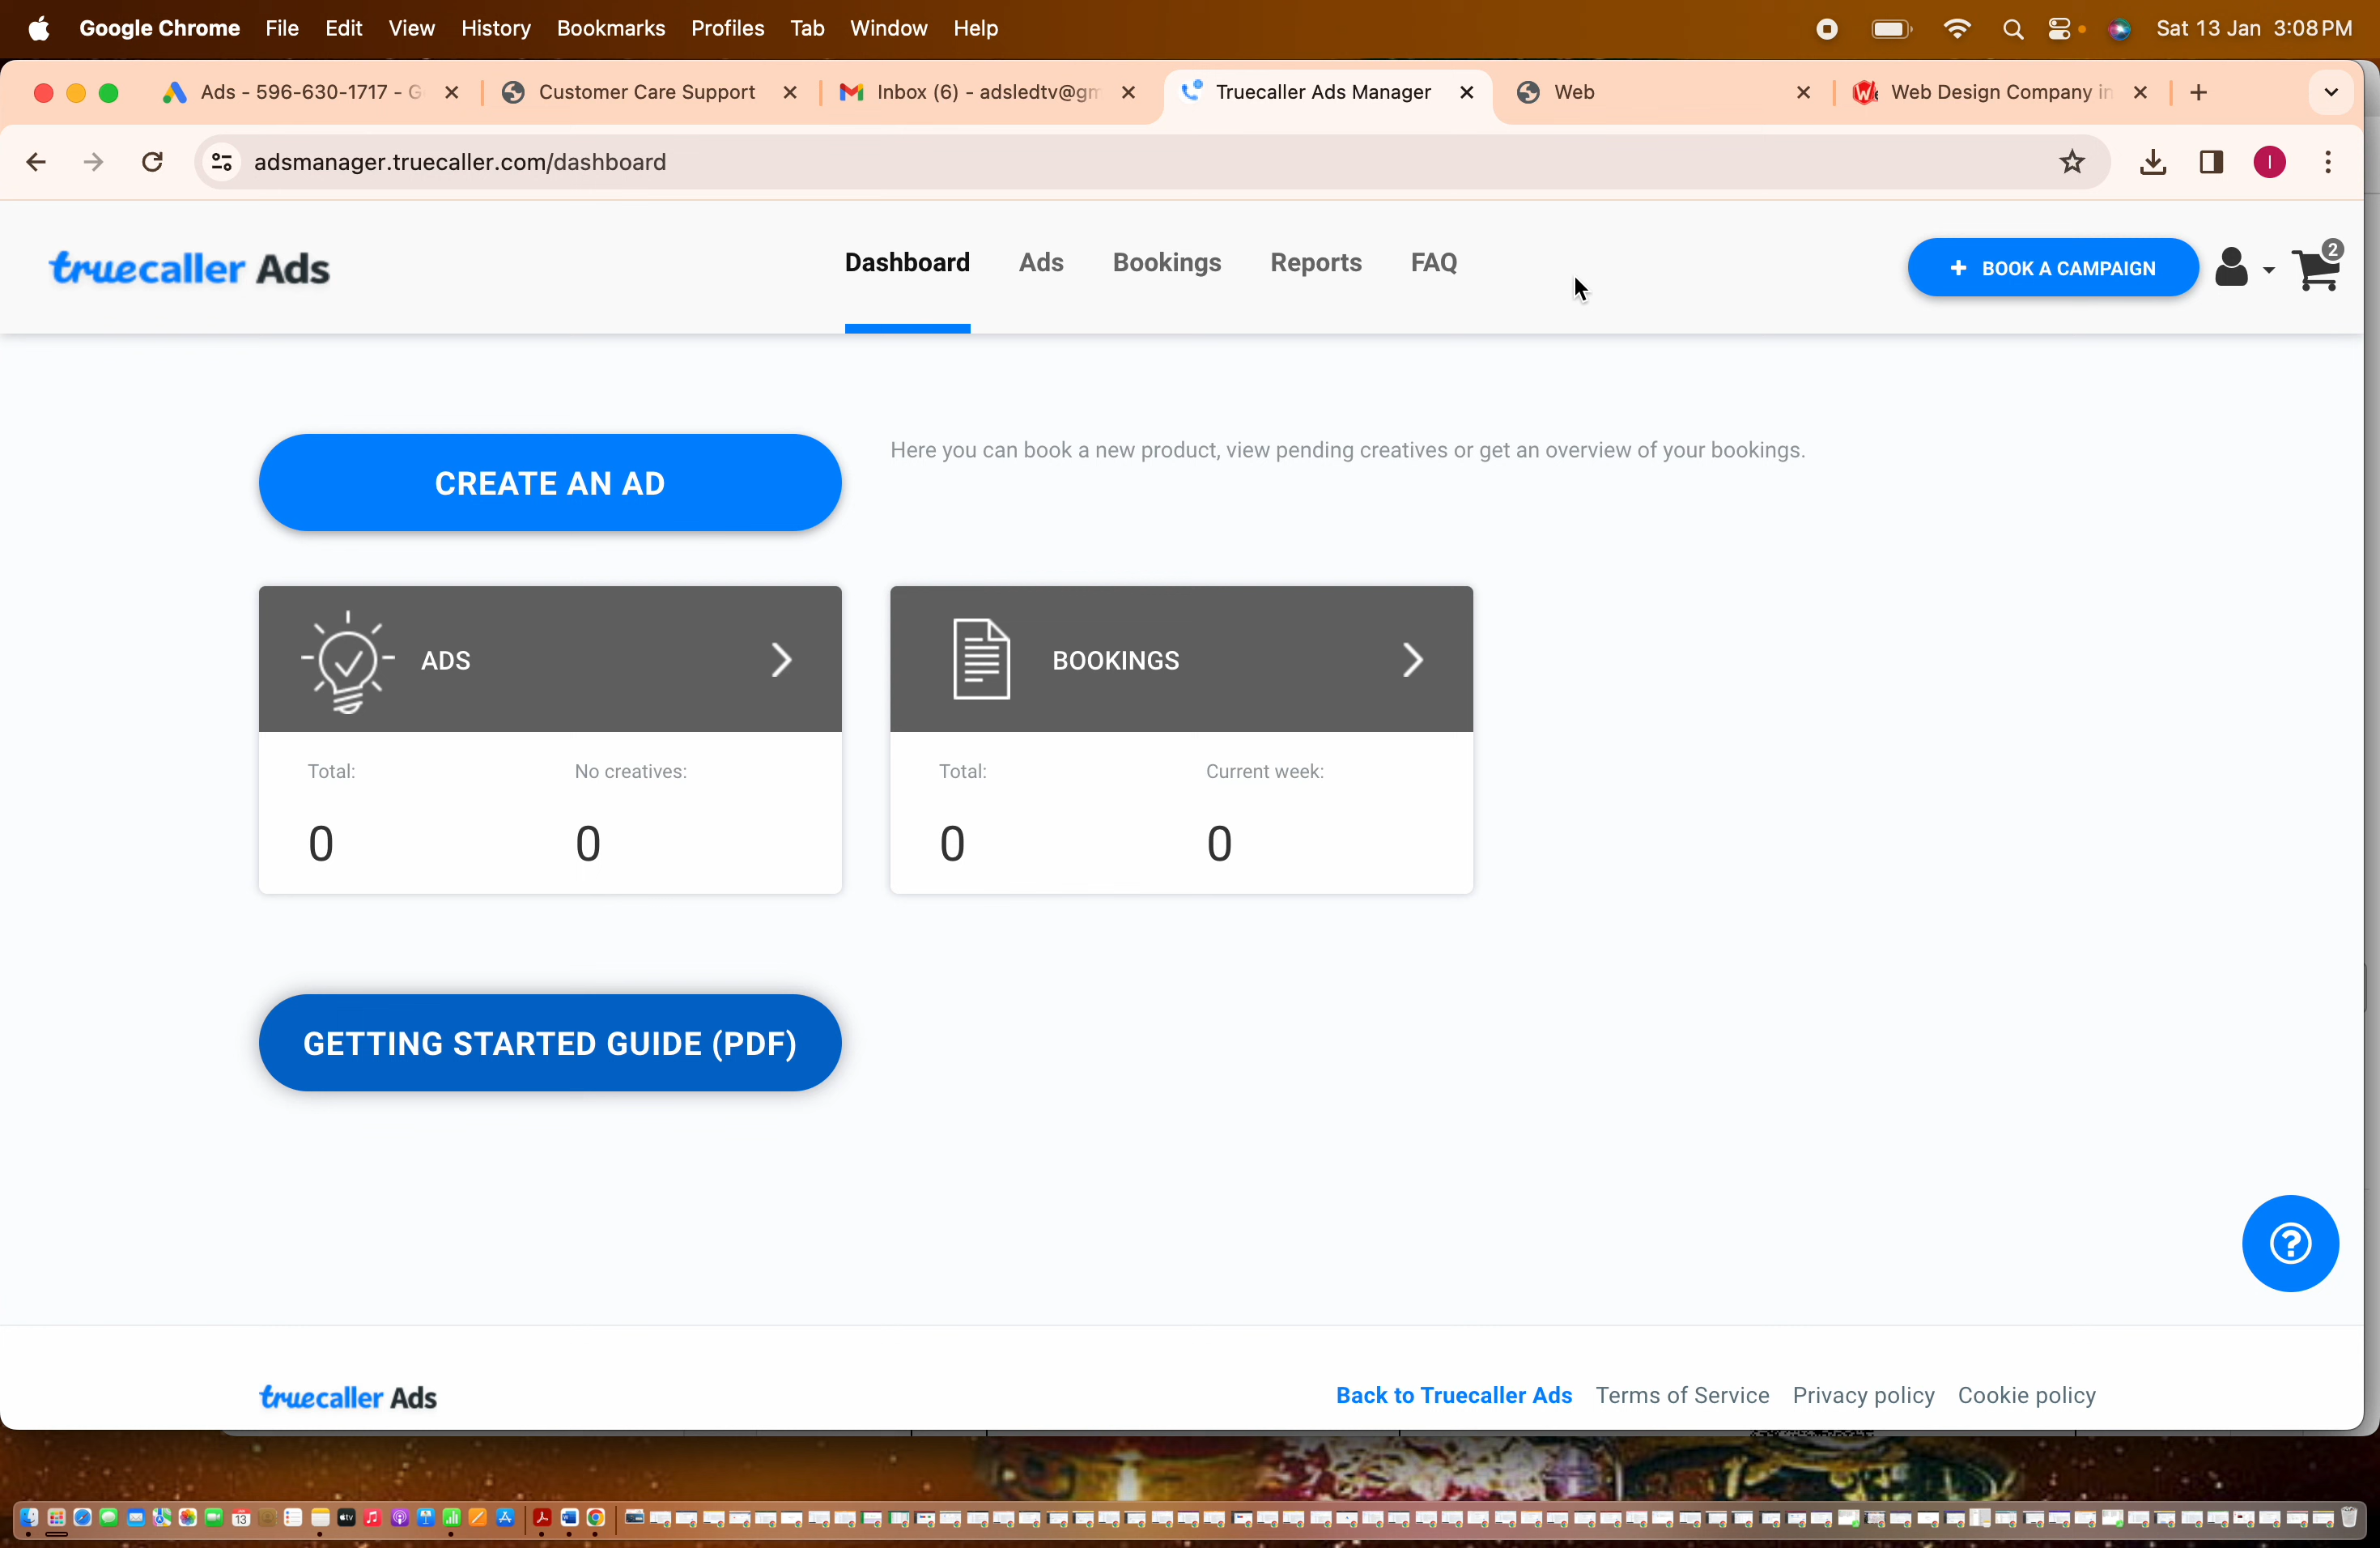 Google Chrome File Edit View History Bookmarks Profiles Tab Window Help Sat 13 Jan 3:08 PM
Ads - 596-630-1717 - G Customer Care Support Inbox (6) - adsledtv@gm Truecaller Ads Manager Web Web Design Company in
adsmanager.truecaller.com/dashboard I
truecaller Ads Dashboard Ads Bookings Reports FAQ + BOOK A CAMPAIGN 2
CREATE AN AD
Here you can book a new product, view pending creatives or get an overview of your bookings.
ADS BOOKINGS
Total: No creatives: Total: Current week:
0 0 0 0
GETTING STARTED GUIDE (PDF)
?
truecaller Ads Back to Truecaller Ads Terms of Service Privacy policy Cookie policy
13 tv